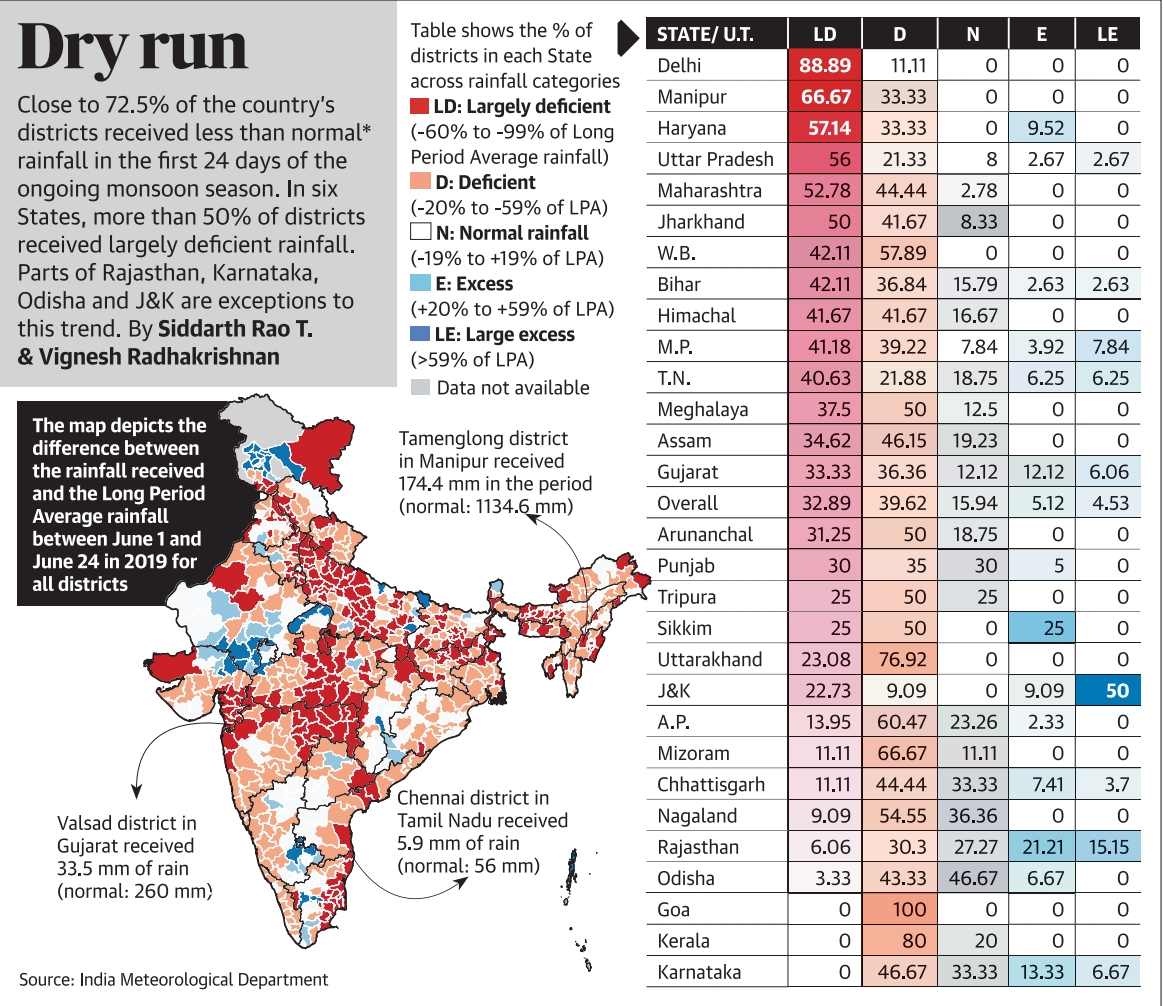 Dry run
Close to 72.5% of the country's
districts received less than normal*
rainfall in the first 24 days of the
ongoing monsoon season. In six
States, more than 50% of districts
received largely deficient rainfall.
Parts of Rajasthan, Karnataka,
Odisha and J&K are exceptions to
this trend. By Siddarth Rao T.
& Vignesh Radhakrishnan
Table shows the % of
districts in each State
across rainfall categories
LD: Largely deficient
(-60% to -99% of Long
Period Average rainfall)
D: Deficient
(-20% to -59% of LPA)
N: Normal rainfall
(-19% to +19% of LPA)
E: Excess
(+20% to +59% of LPA)
LE: Large excess
(>59% of LPA)
Data not available
The map depicts the
difference between
the rainfall received
and the Long Period
Average rainfall
between June 1 and
June 24 in 2019 for
all districts
Tamenglong district
in Manipur received
174.4 mm in the period
(normal: 1134.6 mm)
Valsad district in
Gujarat received
33.5 mm of rain
(normal: 260 mm)
Chennai district in
Tamil Nadu received
5.9 mm of rain
(normal: 56 mm)
Source: India Meteorological Department
STATE/ U.T. LD D N E LE
Delhi 88.89 11.11 0 0 0
Manipur 66.67 33.33 0 0 0
Haryana 57.14 33.33 0 9.52 0
Uttar Pradesh 56 21.33 8 2.67 2.67
Maharashtra 52.78 44.44 2.78 0 0
Jharkhand 50 41.67 8.33 0 0
W.B. 42.11 57.89 0 0 0
Bihar 42.11 36.84 15.79 2.63 2.63
Himachal 41.67 41.67 16.67 0 0
M.P. 41.18 39.22 7.84 3.92 7.84
T.N. 40.63 21.88 18.75 6.25 6.25
Meghalaya 37.5 50 12.5 0 0
Assam 34.62 46.15 19.23 0 0
Gujarat 33.33 36.36 12.12 12.12 6.06
Overall 32.89 39.62 15.94 5.12 4.53
Arunanchal 31.25 50 18.75 0 0
Punjab 30 35 30 5 0
Tripura 25 50 25 0 0
Sikkim 25 50 0 25 0
Uttarakhand 23.08 76.92 0 0 0
J&K 22.73 9.09 0 9.09 50
A.P. 13.95 60.47 23.26 2.33 0
Mizoram 11.11 66.67 11.11 0 0
Chhattisgarh 11.11 44.44 33.33 7.41 3.7
Nagaland 9.09 54.55 36.36 0 0
Rajasthan 6.06 30.3 27.27 21.21 15.15
Odisha 3.33 43.33 46.67 6.67 0
Goa 0 100 0 0 0
Kerala 0 80 20 0 0
Karnataka 0 46.67 33.33 13.33 6.67